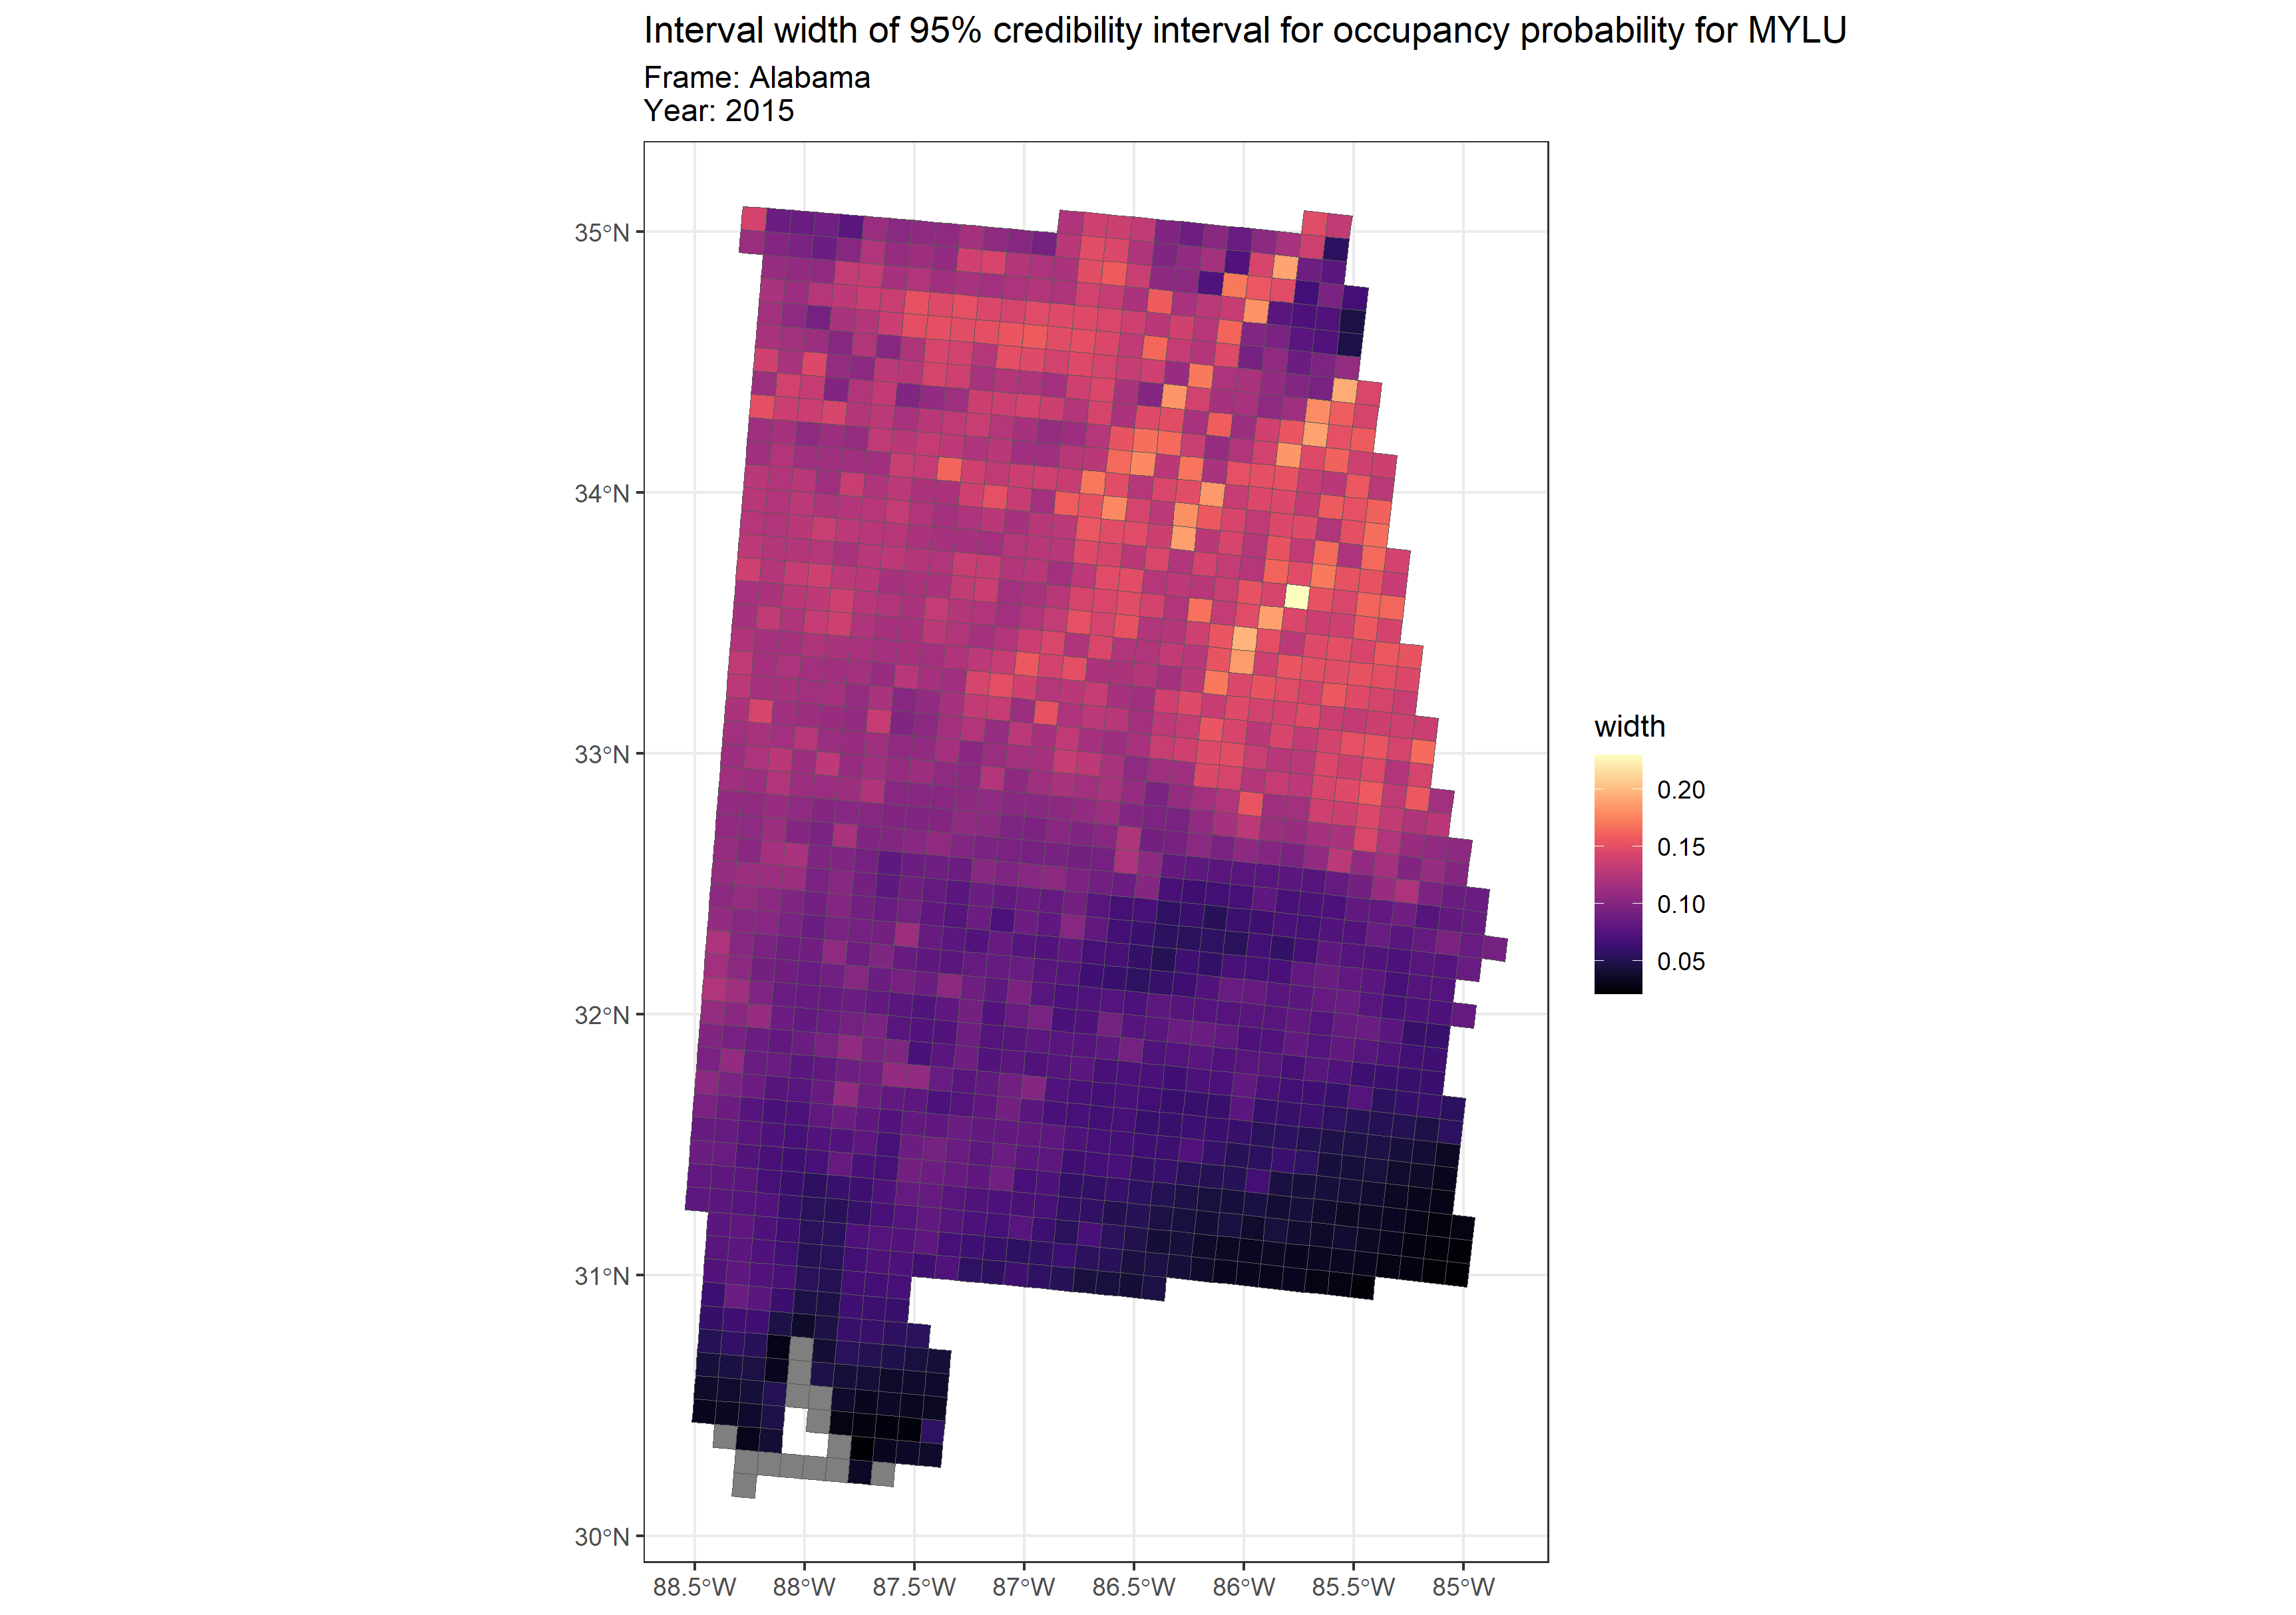 Interval width of 95% credibility interval for occupancy probability for MYLU
Frame: Alabama
Year: 2015
35°N
34°N
33°N
32°N
31°N
30°N
88.5°W 88°W 87.5°W 87°W 86.5°W 86°W 85.5°W 85°W
width
0.20
0.15
0.10
0.05